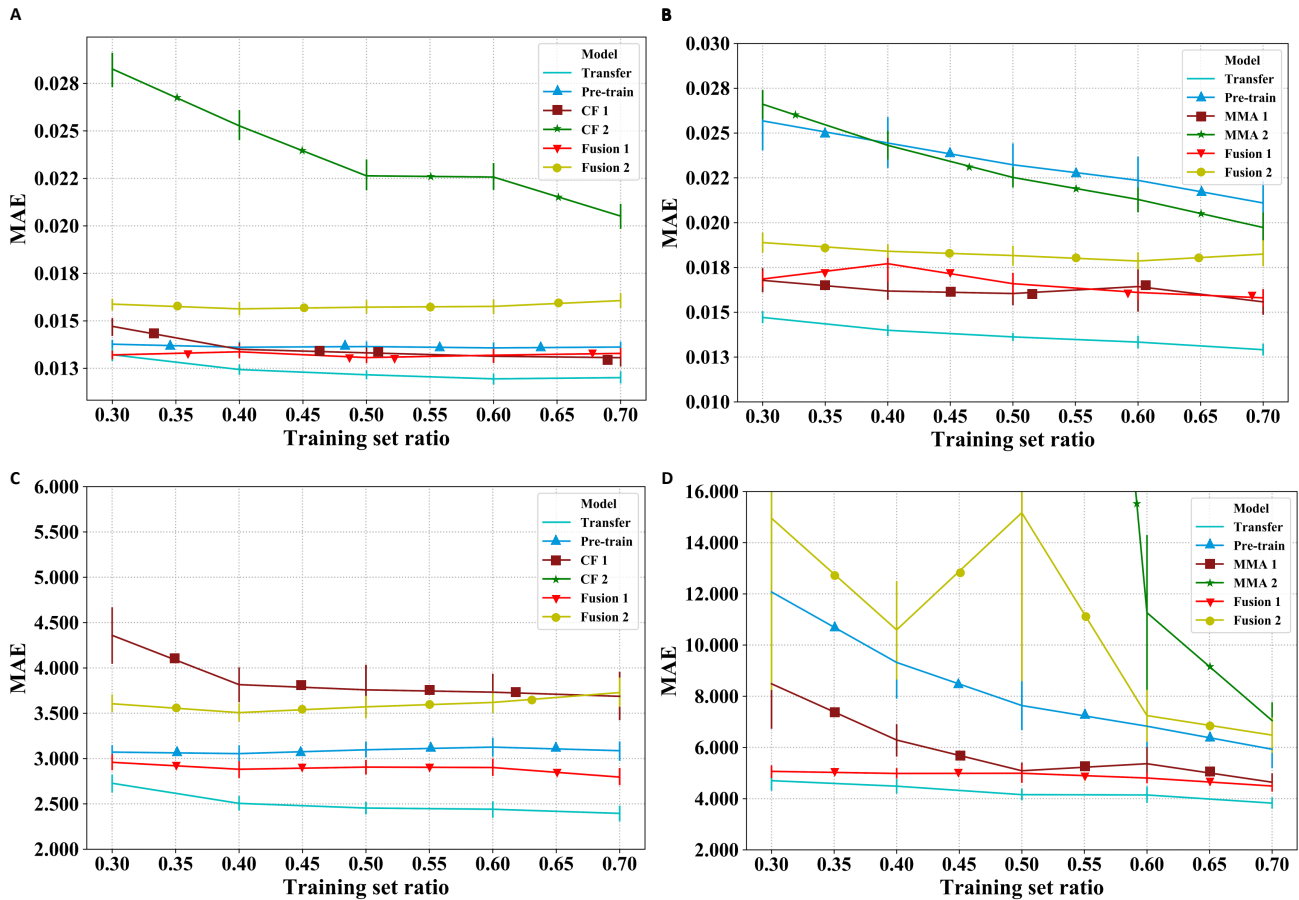 A
MAE
0.028
0.025
0.022
0.020
0.018
0.015
0.013
0.30 0.35 0.40 0.45 0.50 0.55 0.60 0.65 0.70
Training set ratio
Model
Transfer
Pre-train
CF 1
CF 2
Fusion 1
Fusion 2
B
MAE
0.030
0.028
0.025
0.022
0.020
0.018
0.015
0.013
0.010
0.30 0.35 0.40 0.45 0.50 0.55 0.60 0.65 0.70
Training set ratio
Model
Transfer
Pre-train
MMA 1
MMA 2
Fusion 1
Fusion 2
C
MAE
6.000
5.500
5.000
4.500
4.000
3.500
3.000
2.500
2.000
0.30 0.35 0.40 0.45 0.50 0.55 0.60 0.65 0.70
Training set ratio
Model
Transfer
Pre-train
CF 1
CF 2
Fusion 1
Fusion 2
D
MAE
16.000
14.000
12.000
10.000
8.000
6.000
4.000
2.000
0.30 0.35 0.40 0.45 0.50 0.55 0.60 0.65 0.70
Training set ratio
Model
Transfer
Pre-train
MMA 1
MMA 2
Fusion 1
Fusion 2